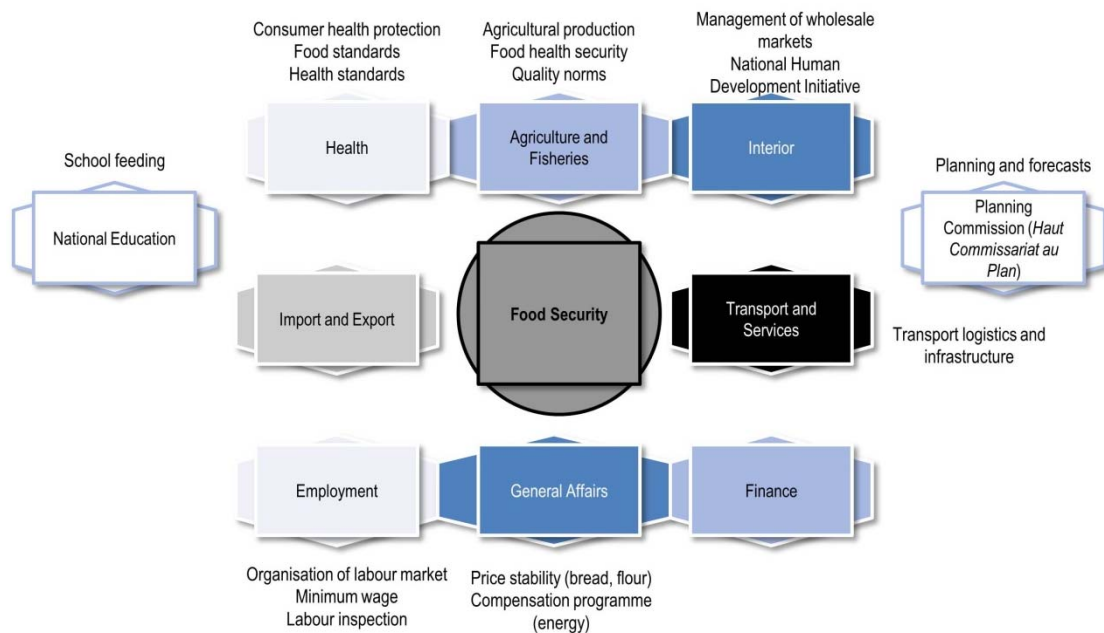 Consumer health protection
Food standards
Health standards
Agricultural production
Food health security
Quality norms
Management of wholesale
markets
National Human
Development Initiative
Health
Agriculture and
Fisheries
Interior
School feeding
National Education
Planning and forecasts
Planning
Commission (Haut
Commissariat au
Plan)
Import and Export
Food Security
Transport and
Services
Transport logistics and
infrastructure
Employment
General Affairs
Finance
Organisation of labour market
Minimum wage
Labour inspection
Price stability (bread, flour)
Compensation programme
(energy)